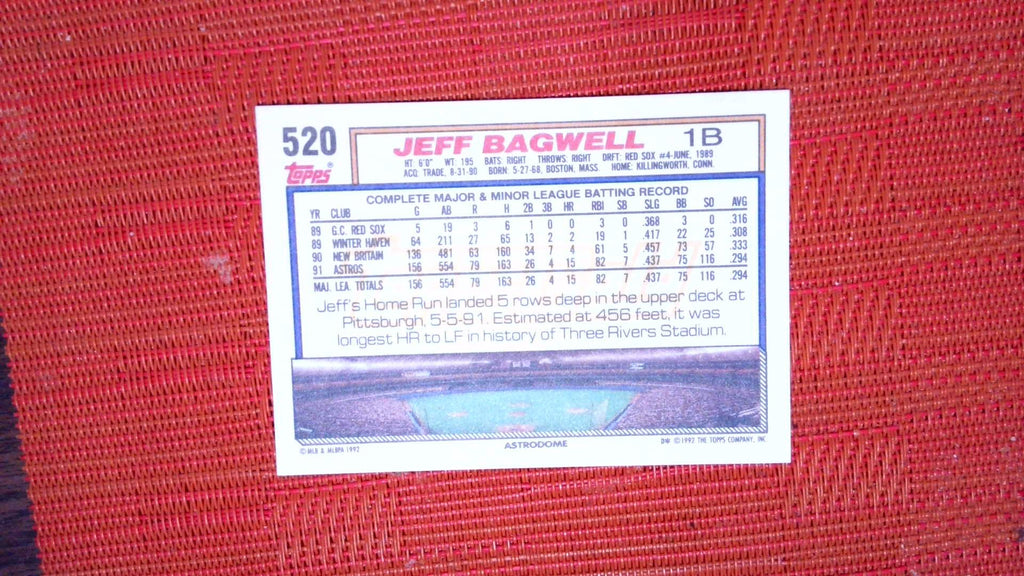 520 JEFF BAGWELL 1B
Topps®
HT 6'0" WT. 195 BATS RIGHT THROWS: RIGHT DRFT: RED SOX #4-JUNE, 1989
ACQ. TRADE, 8-31-90 BORN 5-27-68, BOSTON, MASS. HOME: KILLINGWORTH, CONN.
COMPLETE MAJOR & MINOR LEAGUE BATTING RECORD
YR CLUB G AB R H 2B 3B HR RBI SB SLG BB SO AVG
89 G.C. RED SOX 5 19 3 6 1 0 0 3 0 .368 3 0 .316
89 WINTER HAVEN 64 211 27 65 13 2 2 19 1 .417 22 25 .308
90 NEW BRITAIN 136 481 63 160 34 7 4 61 5 .457 73 57 .333
91 ASTROS 156 554 79 163 26 4 15 82 7 .437 75 116 .294
MAJ. LEA. TOTALS 156 554 79 163 26 4 15 82 7 .437 75 116 .294
Jeff's Home Run landed 5 rows deep in the upper deck at
Pittsburgh, 5-5-91. Estimated at 456 feet, it was
longest HR to LF in history of Three Rivers Stadium.
© MLB & MLBPA 1992 ASTRODOME D* © 1992 THE TOPPS COMPANY, INC.